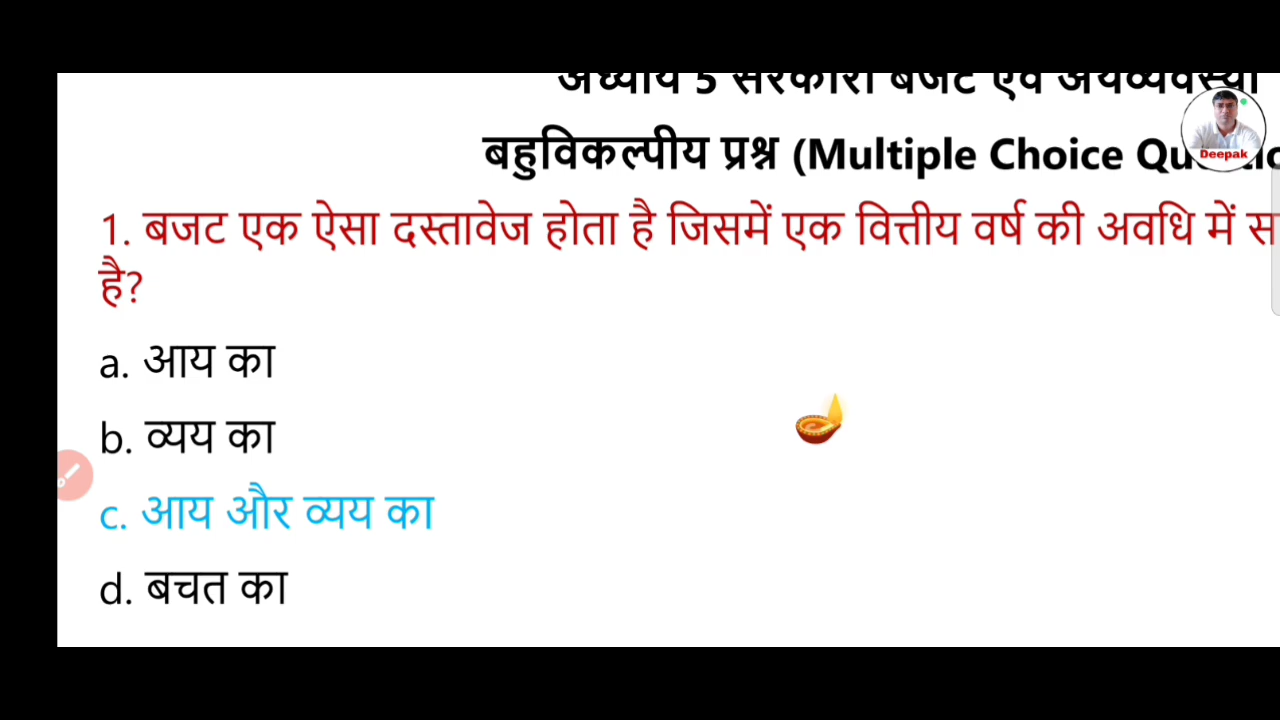 अध्याय 5 सरकारी बजट एवं अर्थव्यवस्था
बहुविकल्पीय प्रश्न (Multiple Choice
Deepak
1. बजट एक ऐसा दस्तावेज होता है जिसमें एक वित्तीय वर्ष की अवधि में
है?
a. आय का
b. व्यय का
c. आय और व्यय का
d. बचत का